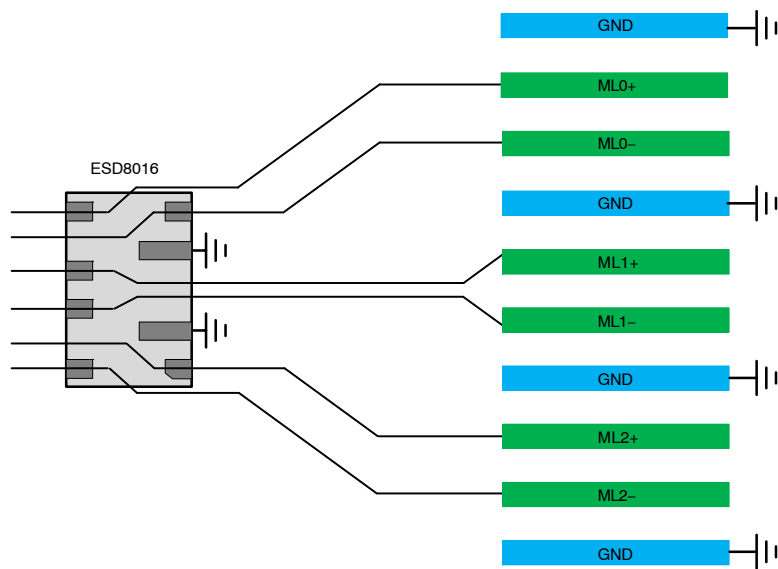 GND
ML0+
ML0−
ESD8016
GND
ML1+
ML1−
GND
ML2+
ML2−
GND